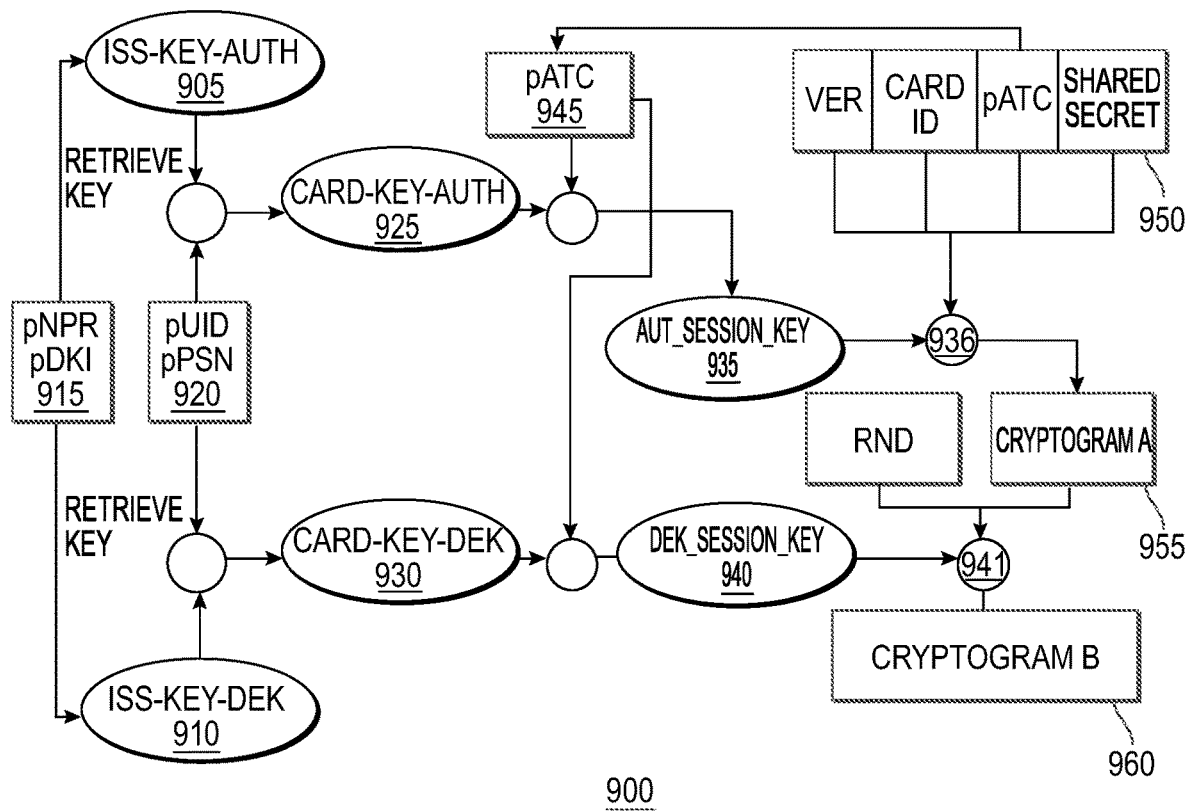 ISS-KEY-AUTH
905
RETRIEVE
KEY
CARD-KEY-AUTH
925
pATC
945
VER
CARD
ID
pATC
SHARED
SECRET
950
pNPR
pDKI
915
pUID
pPSN
920
AUT_SESSION_KEY
935
936
RND
CRYPTOGRAM A
955
RETRIEVE
KEY
CARD-KEY-DEK
930
DEK_SESSION_KEY
940
941
CRYPTOGRAM B
960
ISS-KEY-DEK
910
900